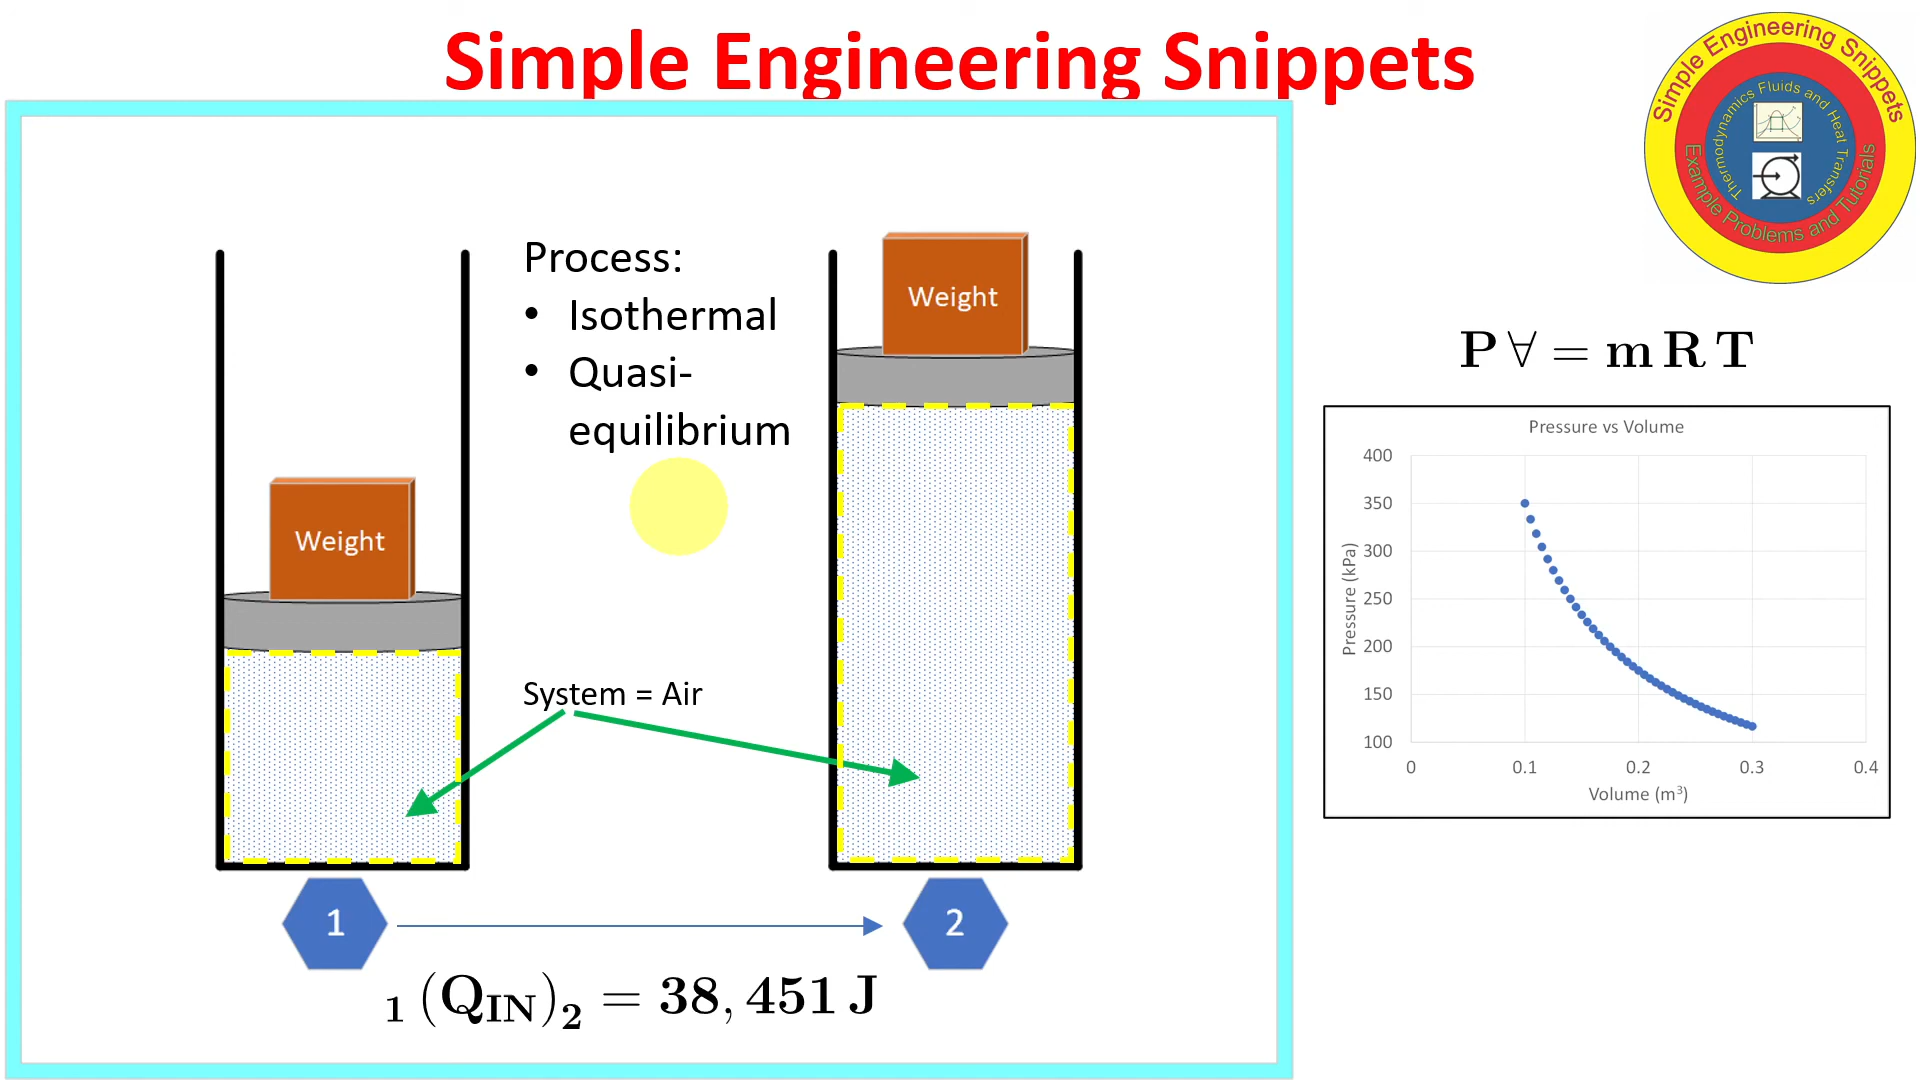 Simple Engineering Snippets
Simple Engineering Snippets
Thermodynamics Fluids and Heat Transfers
Example Problems and Tutorials
Process:
• Isothermal
• Quasi-
equilibrium
Weight
Weight
System = Air
1
2
₁(Q_IN)₂ = 38,451 J
P ∀ = m R T
Pressure vs Volume
400
350
300
250
200
150
100
Pressure (kPa)
0 0.1 0.2 0.3 0.4
Volume (m³)